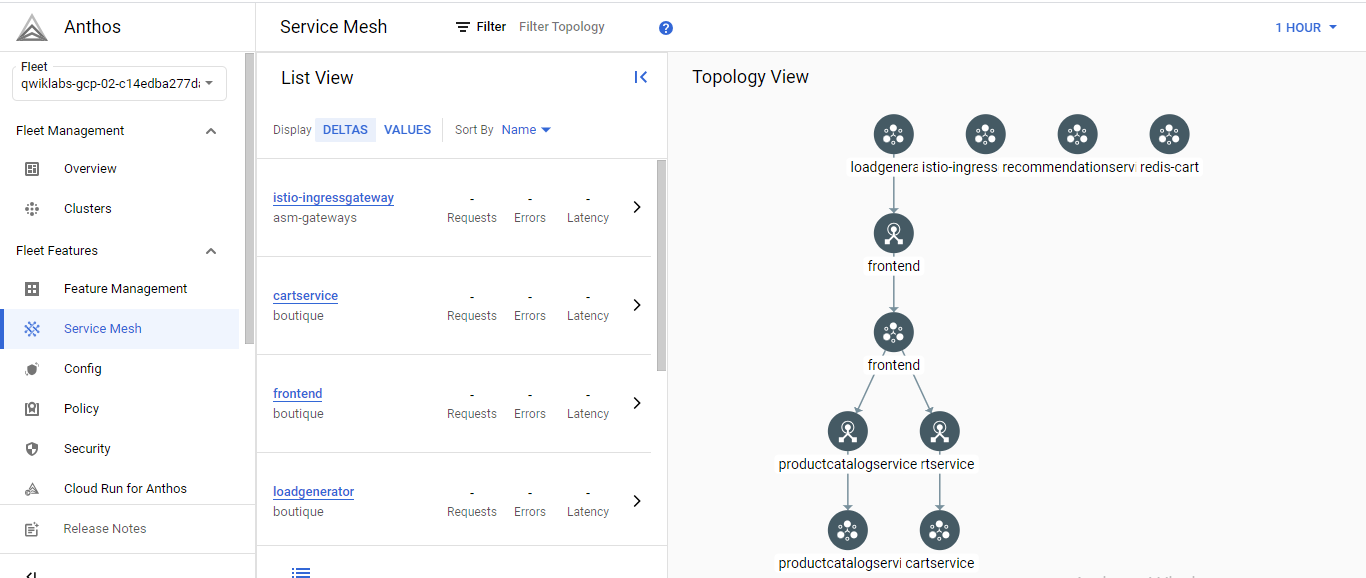 Anthos
Service Mesh
Filter Filter Topology
1 HOUR
Fleet
qwiklabs-gcp-02-c14edba277d
Fleet Management
Overview
Clusters
Fleet Features
Feature Management
Service Mesh
Config
Policy
Security
Cloud Run for Anthos
Release Notes
List View
Display DELTAS VALUES Sort By Name
istio-ingressgateway
asm-gateways
- - -
Requests Errors Latency
cartservice
boutique
- - -
Requests Errors Latency
frontend
boutique
- - -
Requests Errors Latency
loadgenerator
boutique
- - -
Requests Errors Latency
Topology View
loadgenera istio-ingress recommendationservi redis-cart
frontend
frontend
productcatalogservice rtservice
productcatalogservi cartservice